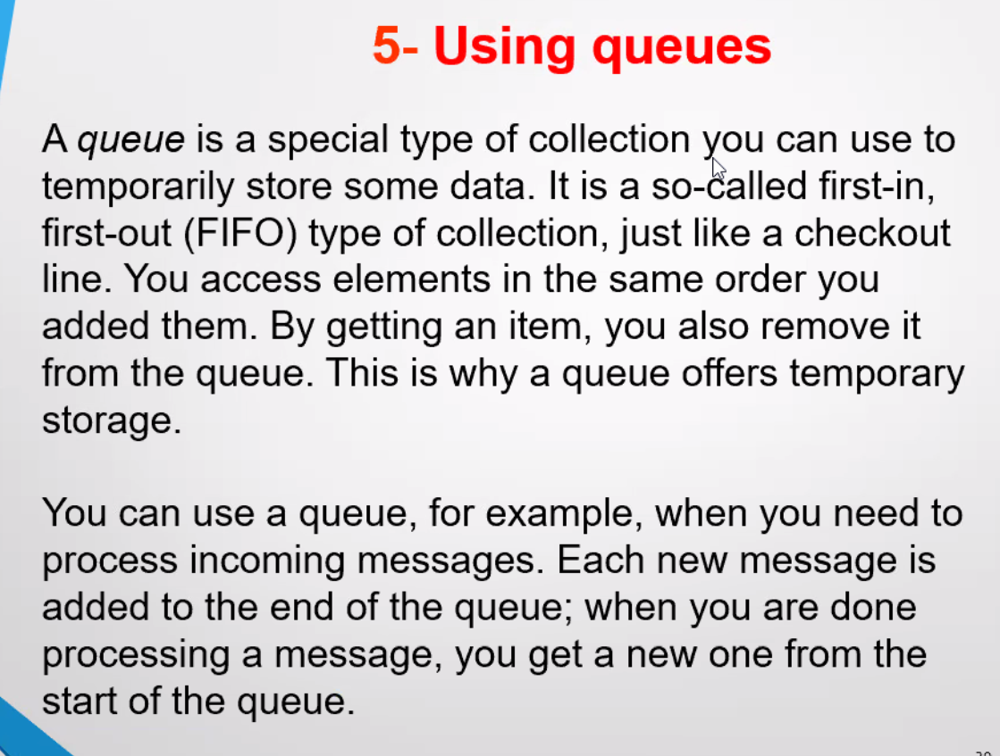 5- Using queues
A queue is a special type of collection you can use to
temporarily store some data. It is a so-called first-in,
first-out (FIFO) type of collection, just like a checkout
line. You access elements in the same order you
added them. By getting an item, you also remove it
from the queue. This is why a queue offers temporary
storage.
You can use a queue, for example, when you need to
process incoming messages. Each new message is
added to the end of the queue; when you are done
processing a message, you get a new one from the
start of the queue.